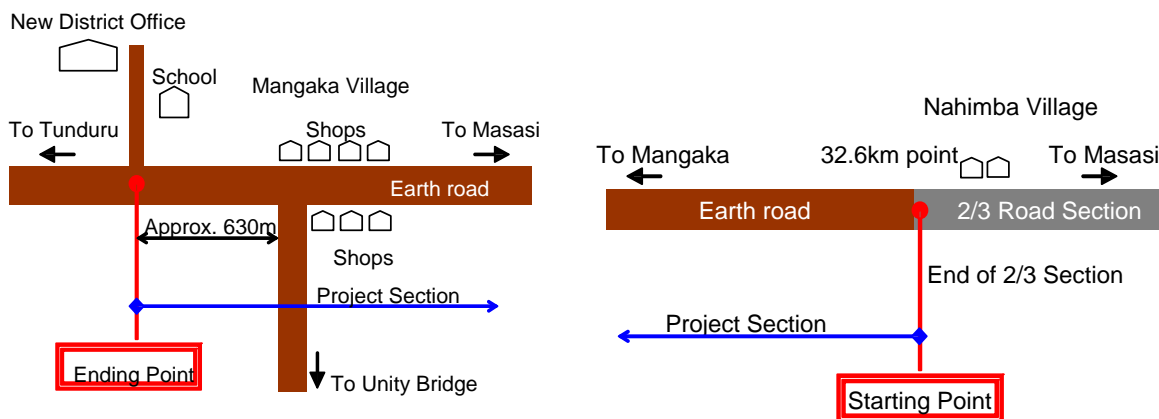 New District Office
School
Mangaka Village
To Tunduru
Shops
To Masasi
Earth road
Approx. 630m
Shops
Project Section
Ending Point
To Unity Bridge
Nahimba Village
To Mangaka
32.6km point
To Masasi
Earth road
2/3 Road Section
End of 2/3 Section
Project Section
Starting Point